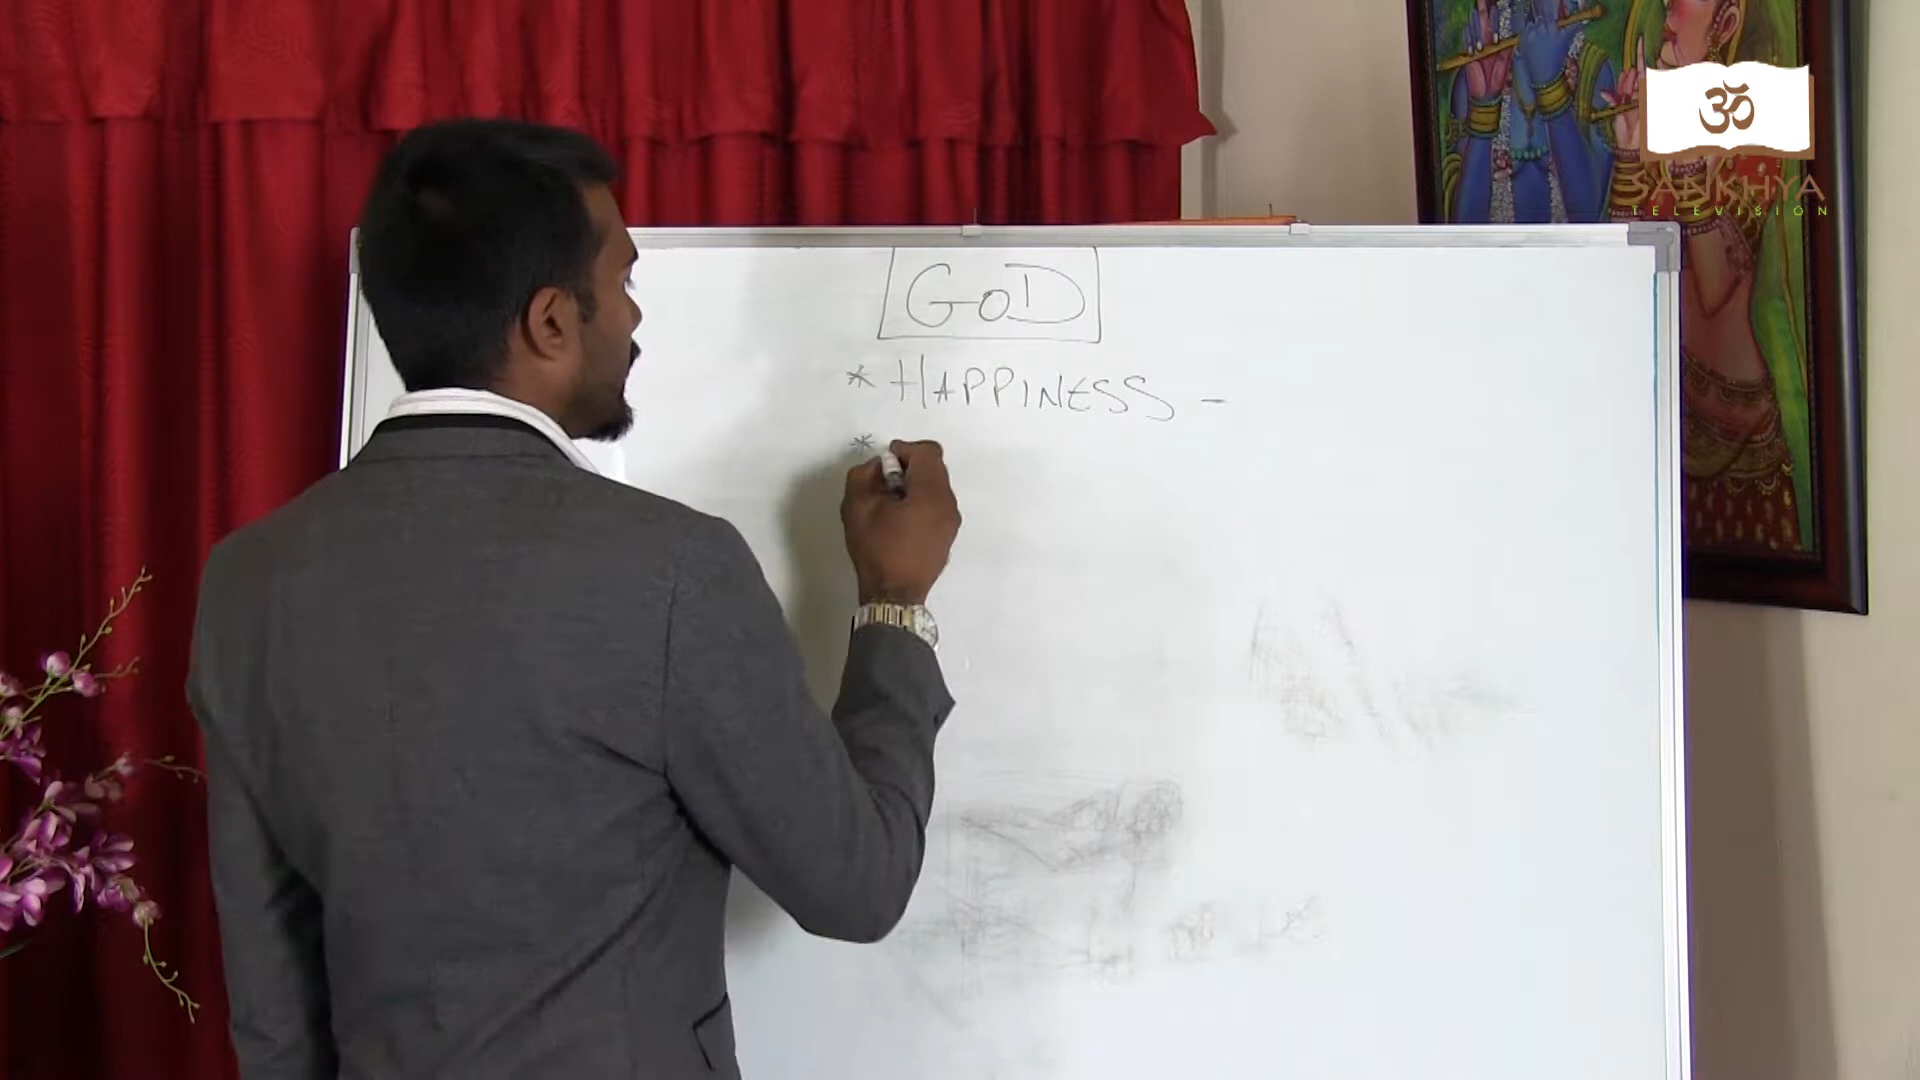 ॐ
SANKHYA
TELEVISION
GOD
* HAPPINESS -
*